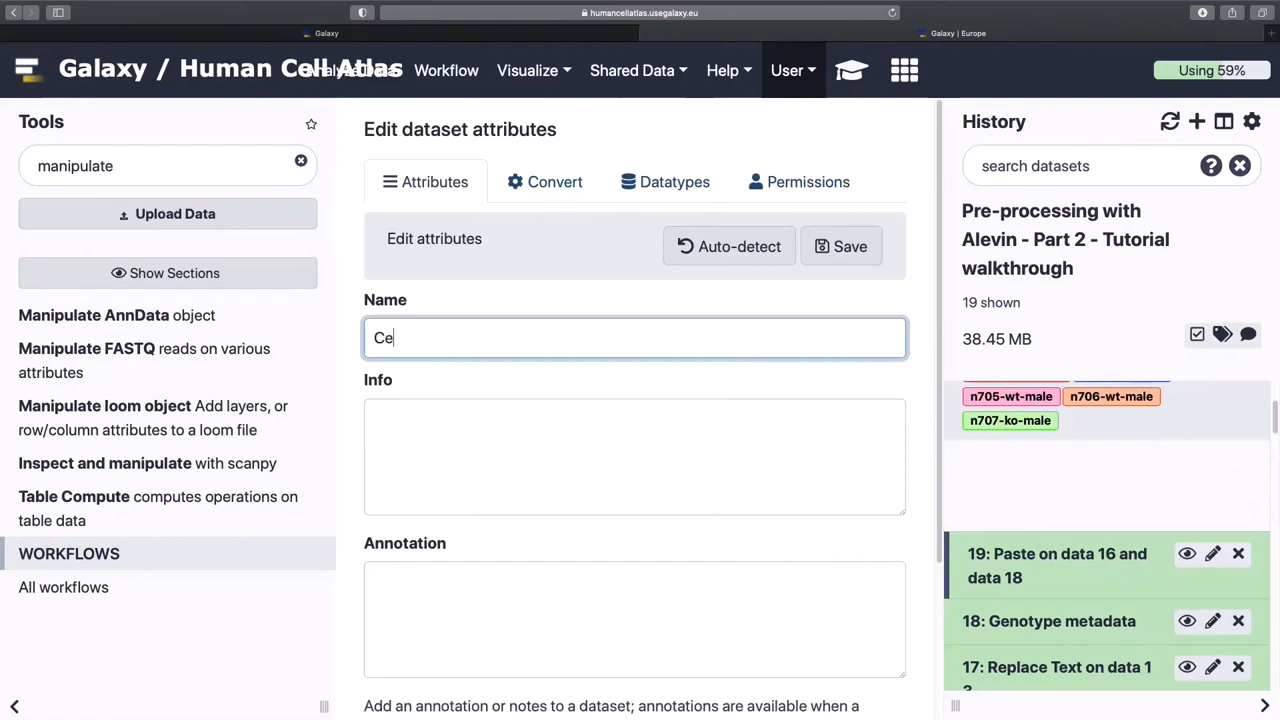 humancellatlas.usegalaxy.eu
Galaxy
Galaxy | Europe
Galaxy / Human Cell Atlas
Analyze Data
Workflow
Visualize
Shared Data
Help
User
Using 59%
Tools
manipulate
Upload Data
Show Sections
Manipulate AnnData object
Manipulate FASTQ reads on various
attributes
Manipulate loom object Add layers, or
row/column attributes to a loom file
Inspect and manipulate with scanpy
Table Compute computes operations on
table data
WORKFLOWS
All workflows
Edit dataset attributes
Attributes
Convert
Datatypes
Permissions
Edit attributes
Auto-detect
Save
Name
Ce
Info
Annotation
Add an annotation or notes to a dataset; annotations are available when a
History
search datasets
Pre-processing with
Alevin - Part 2 - Tutorial
walkthrough
19 shown
38.45 MB
n705-wt-male
n706-wt-male
n707-ko-male
19: Paste on data 16 and
data 18
18: Genotype metadata
17: Replace Text on data 1
3